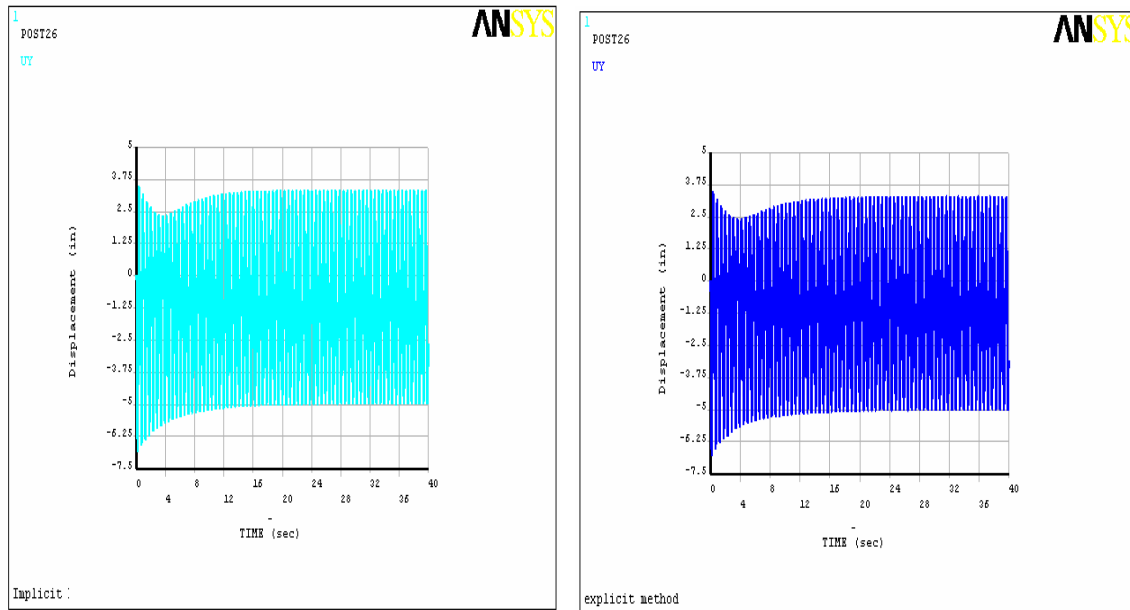 1
ANSYS
POST26
UY
5
3.75
2.5
1.25
0
-1.25
-2.5
-3.75
-5
-6.25
-7.5
Displacement (in)
0 8 16 24 32 40
4 12 20 28 36
TIME (sec)
Implicit
1
ANSYS
POST26
UY
5
3.75
2.5
1.25
0
-1.25
-2.5
-3.75
-5
-6.25
-7.5
Displacement (in)
0 8 16 24 32 40
4 12 20 28 36
TIME (sec)
explicit method